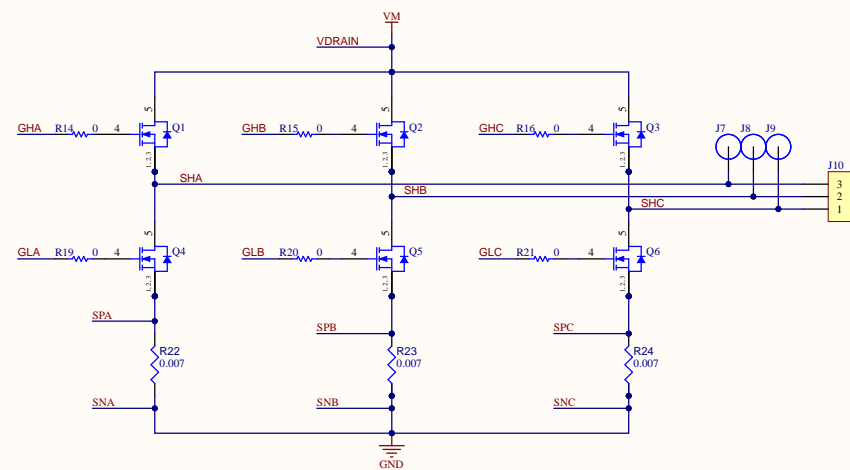 VM
VDRAIN
5
5
5
GHA R14 0 4 Q1
GHB R15 0 4 Q2
GHC R16 0 4 Q3
J7 J8 J9
1, 2, 3
1, 2, 3
1, 2, 3
J10
SHA
3
SHB
2
SHC
1
5
5
5
GLA R19 0 4 Q4
GLB R20 0 4 Q5
GLC R21 0 4 Q6
1, 2, 3
1, 2, 3
1, 2, 3
SPA
SPB
SPC
R22
0.007
R23
0.007
R24
0.007
SNA
SNB
SNC
GND